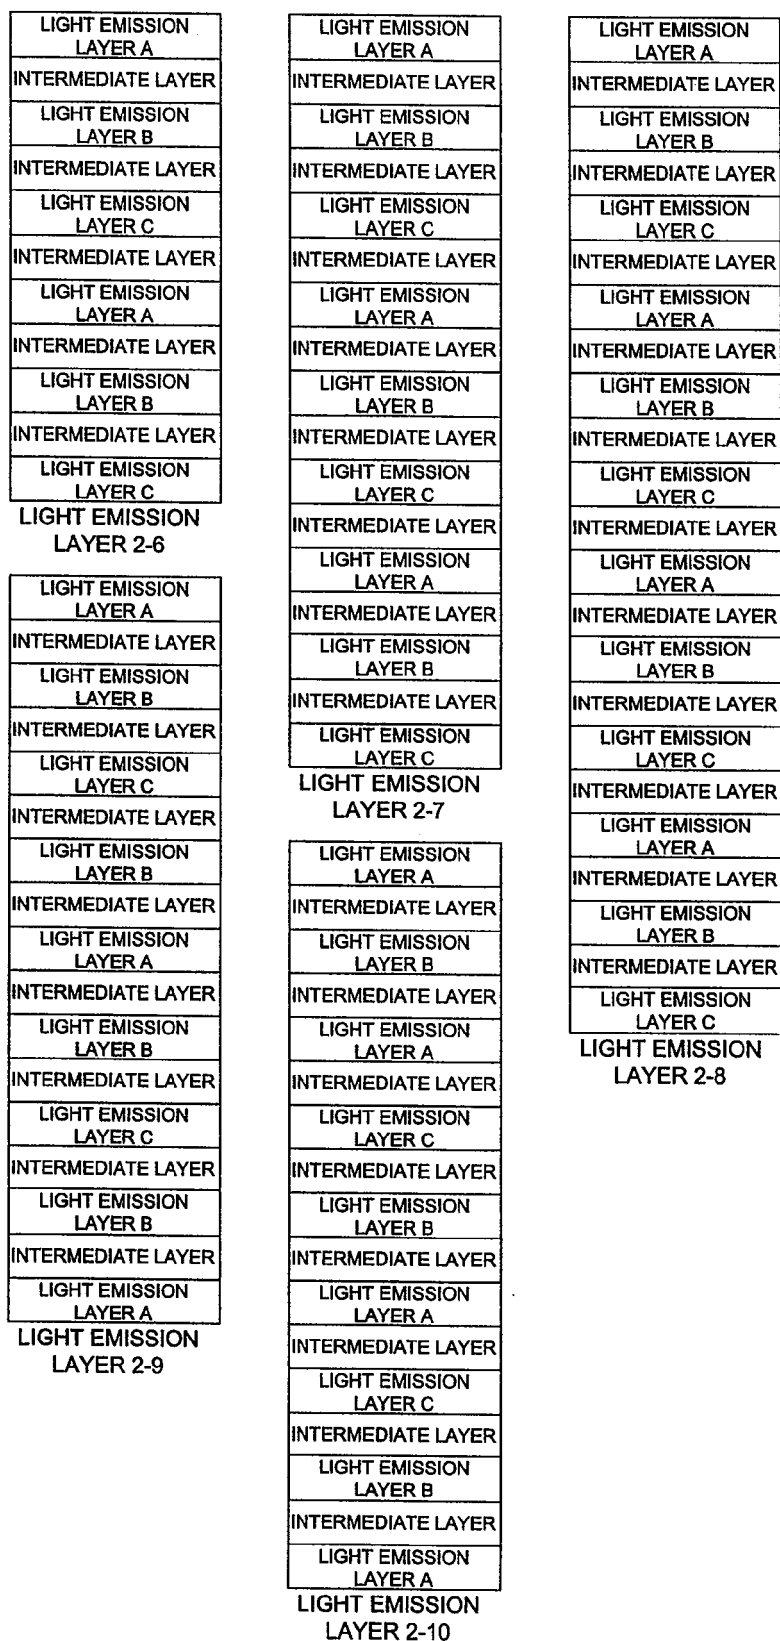 LIGHT EMISSION
LAYER A
INTERMEDIATE LAYER
LIGHT EMISSION
LAYER B
INTERMEDIATE LAYER
LIGHT EMISSION
LAYER C
INTERMEDIATE LAYER
LIGHT EMISSION
LAYER A
INTERMEDIATE LAYER
LIGHT EMISSION
LAYER B
INTERMEDIATE LAYER
LIGHT EMISSION
LAYER C
LIGHT EMISSION
LAYER 2-6
LIGHT EMISSION
LAYER A
INTERMEDIATE LAYER
LIGHT EMISSION
LAYER B
INTERMEDIATE LAYER
LIGHT EMISSION
LAYER C
INTERMEDIATE LAYER
LIGHT EMISSION
LAYER B
INTERMEDIATE LAYER
LIGHT EMISSION
LAYER A
INTERMEDIATE LAYER
LIGHT EMISSION
LAYER B
INTERMEDIATE LAYER
LIGHT EMISSION
LAYER C
INTERMEDIATE LAYER
LIGHT EMISSION
LAYER B
INTERMEDIATE LAYER
LIGHT EMISSION
LAYER A
LIGHT EMISSION
LAYER 2-9
LIGHT EMISSION
LAYER A
INTERMEDIATE LAYER
LIGHT EMISSION
LAYER B
INTERMEDIATE LAYER
LIGHT EMISSION
LAYER C
INTERMEDIATE LAYER
LIGHT EMISSION
LAYER A
INTERMEDIATE LAYER
LIGHT EMISSION
LAYER B
INTERMEDIATE LAYER
LIGHT EMISSION
LAYER C
INTERMEDIATE LAYER
LIGHT EMISSION
LAYER A
INTERMEDIATE LAYER
LIGHT EMISSION
LAYER B
INTERMEDIATE LAYER
LIGHT EMISSION
LAYER C
LIGHT EMISSION
LAYER 2-7
LIGHT EMISSION
LAYER A
INTERMEDIATE LAYER
LIGHT EMISSION
LAYER B
INTERMEDIATE LAYER
LIGHT EMISSION
LAYER A
INTERMEDIATE LAYER
LIGHT EMISSION
LAYER C
INTERMEDIATE LAYER
LIGHT EMISSION
LAYER B
INTERMEDIATE LAYER
LIGHT EMISSION
LAYER A
INTERMEDIATE LAYER
LIGHT EMISSION
LAYER C
INTERMEDIATE LAYER
LIGHT EMISSION
LAYER B
INTERMEDIATE LAYER
LIGHT EMISSION
LAYER A
LIGHT EMISSION
LAYER 2-10
LIGHT EMISSION
LAYER A
INTERMEDIATE LAYER
LIGHT EMISSION
LAYER B
INTERMEDIATE LAYER
LIGHT EMISSION
LAYER C
INTERMEDIATE LAYER
LIGHT EMISSION
LAYER A
INTERMEDIATE LAYER
LIGHT EMISSION
LAYER B
INTERMEDIATE LAYER
LIGHT EMISSION
LAYER C
INTERMEDIATE LAYER
LIGHT EMISSION
LAYER A
INTERMEDIATE LAYER
LIGHT EMISSION
LAYER B
INTERMEDIATE LAYER
LIGHT EMISSION
LAYER C
INTERMEDIATE LAYER
LIGHT EMISSION
LAYER A
INTERMEDIATE LAYER
LIGHT EMISSION
LAYER B
INTERMEDIATE LAYER
LIGHT EMISSION
LAYER C
LIGHT EMISSION
LAYER 2-8